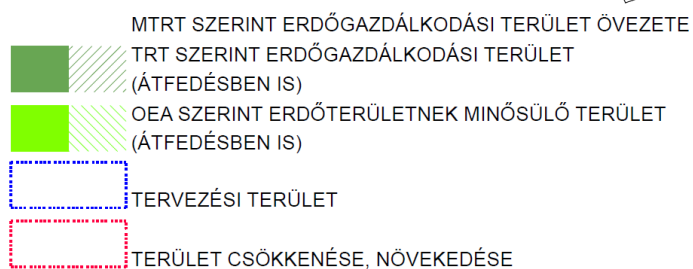 MTRT SZERINT ERDŐGAZDÁLKODÁSI TERÜLET ÖVEZETE
TRT SZERINT ERDŐGAZDÁLKODÁSI TERÜLET
(ÁTFEDÉSBEN IS)
OEA SZERINT ERDŐTERÜLETNEK MINŐSÜLŐ TERÜLET
(ÁTFEDÉSBEN IS)
TERVEZÉSI TERÜLET
TERÜLET CSÖKKENÉSE, NÖVEKEDÉSE